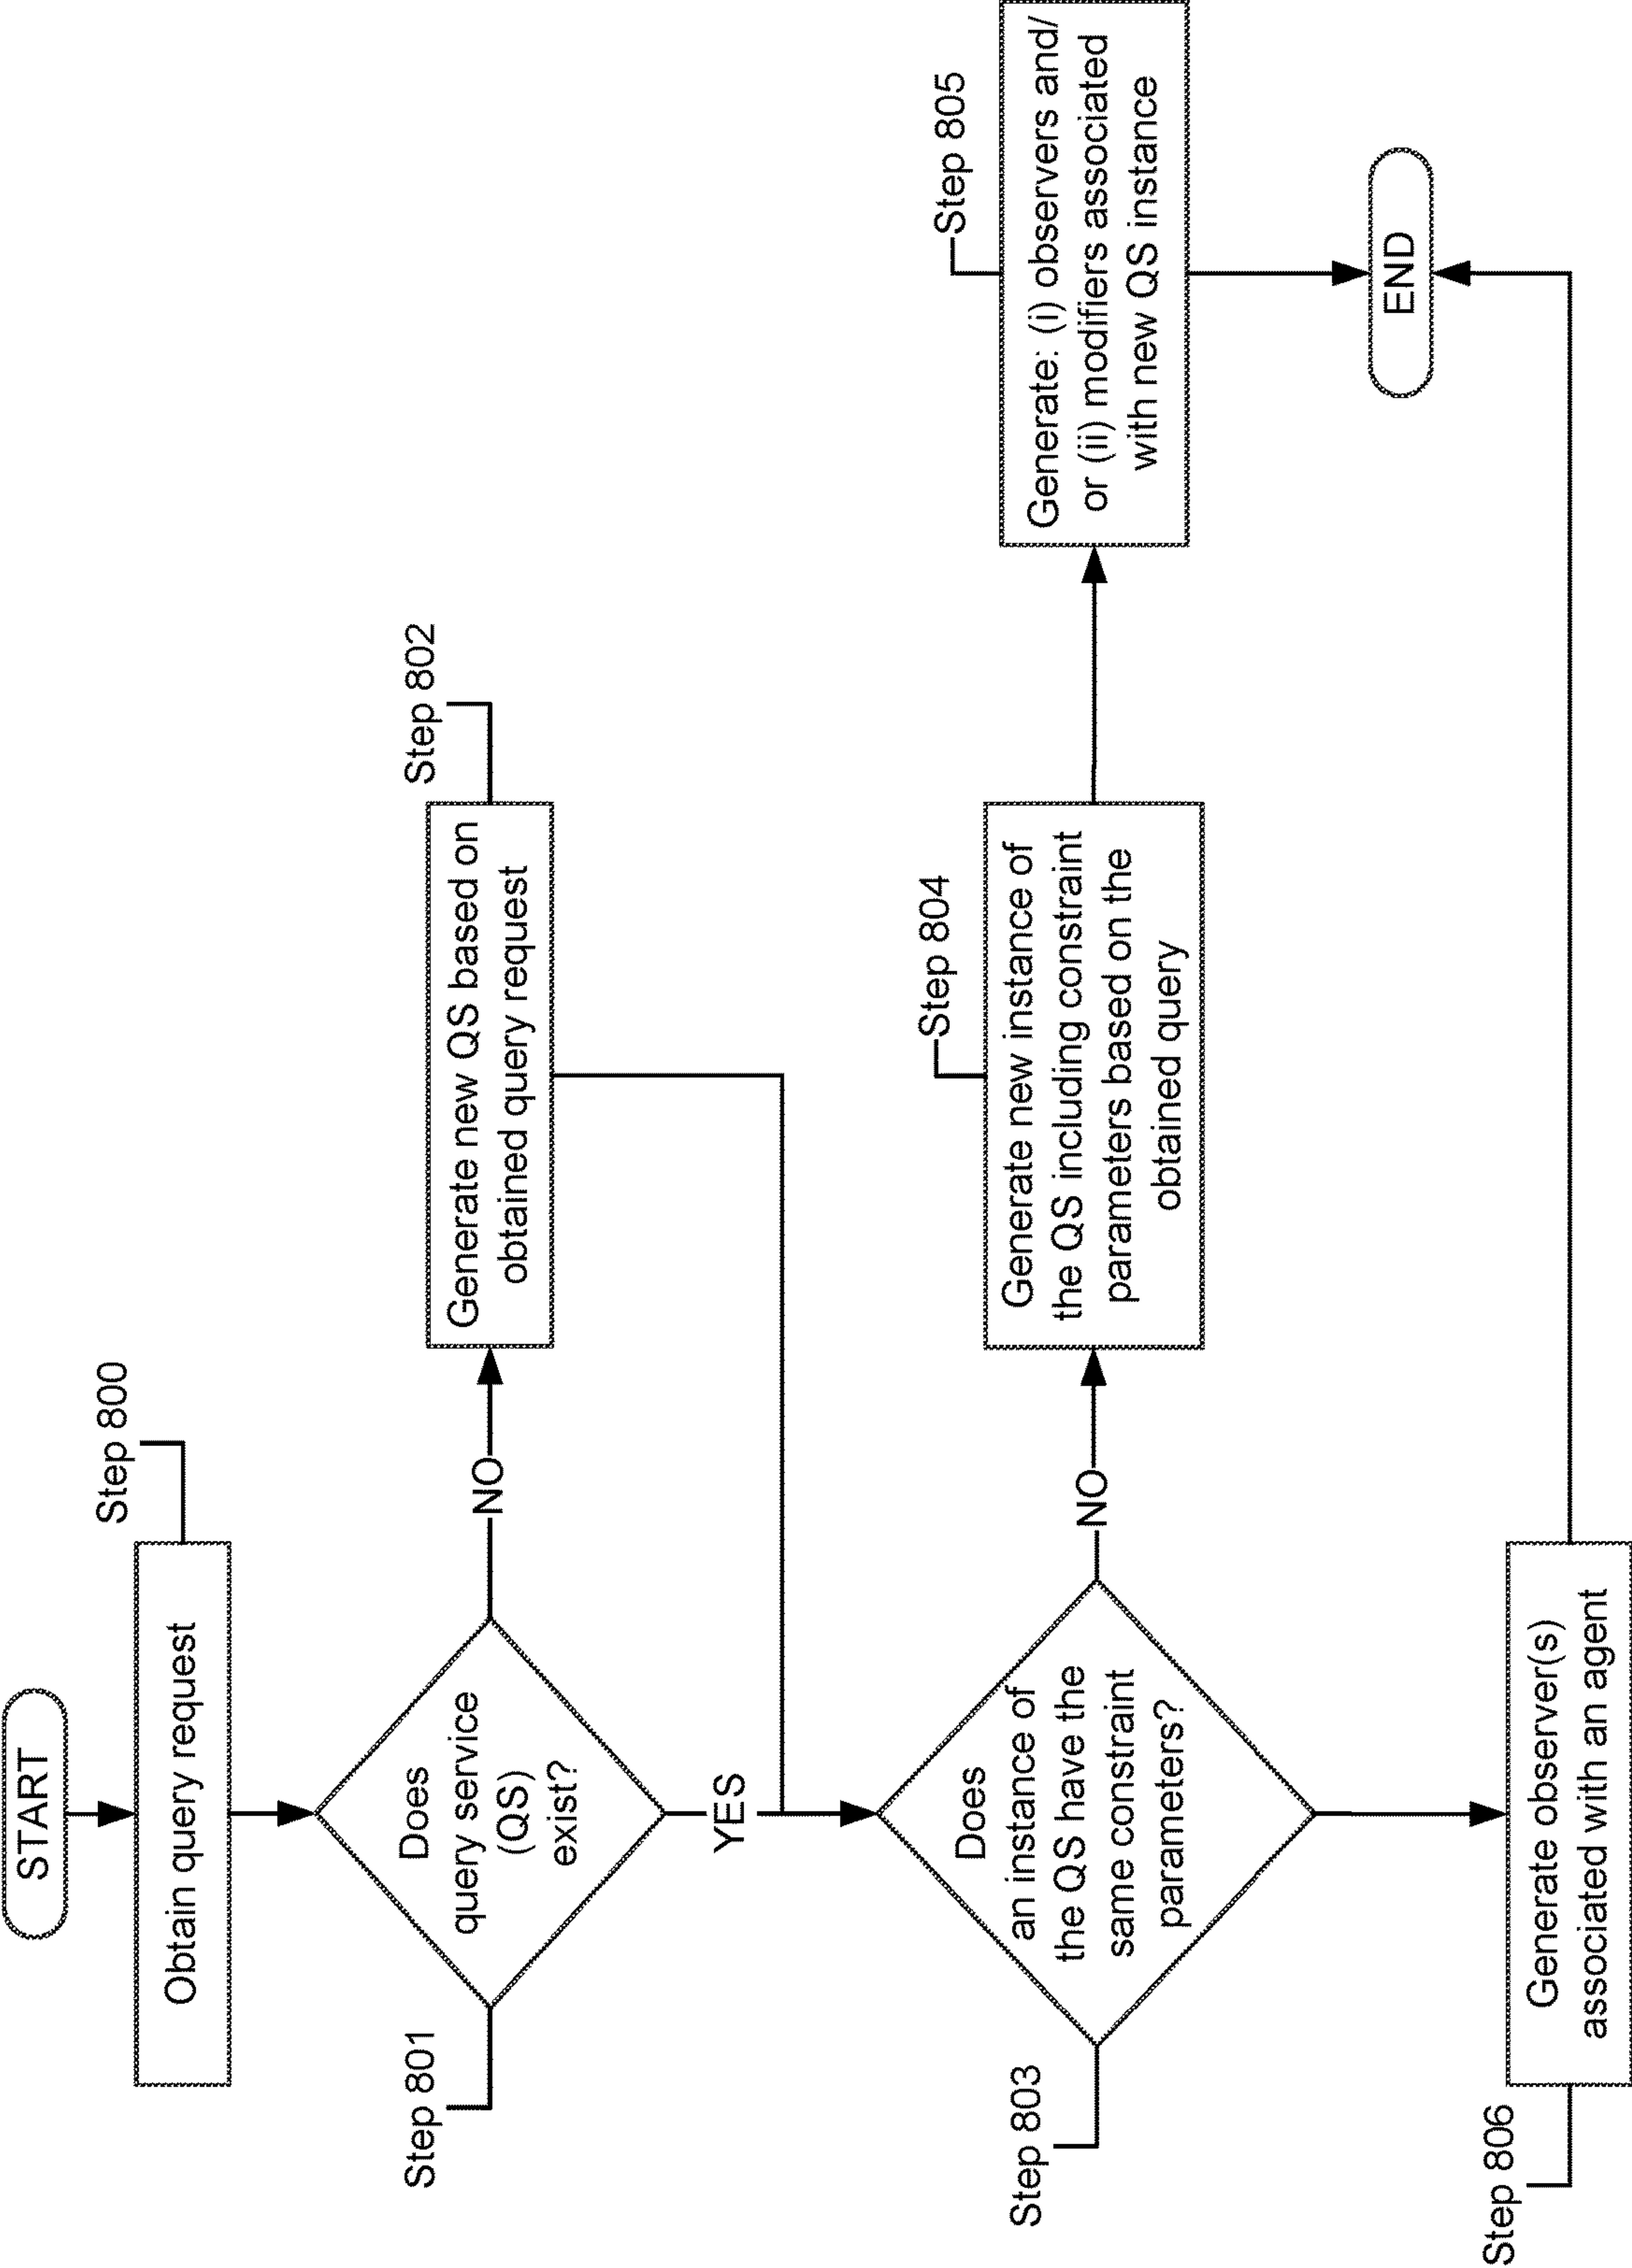 START
Step 800
Obtain query request
Step 801
Does
query service
(QS)
exist?
NO
Step 802
Generate new QS based on
obtained query request
YES
Step 803
Does
an instance of
the QS have the
same constraint
parameters?
NO
Step 804
Generate new instance of
the QS including constraint
parameters based on the
obtained query
Step 805
Generate: (i) observers and/
or (ii) modifiers associated
with new QS instance
Step 806
Generate observer(s)
associated with an agent
END